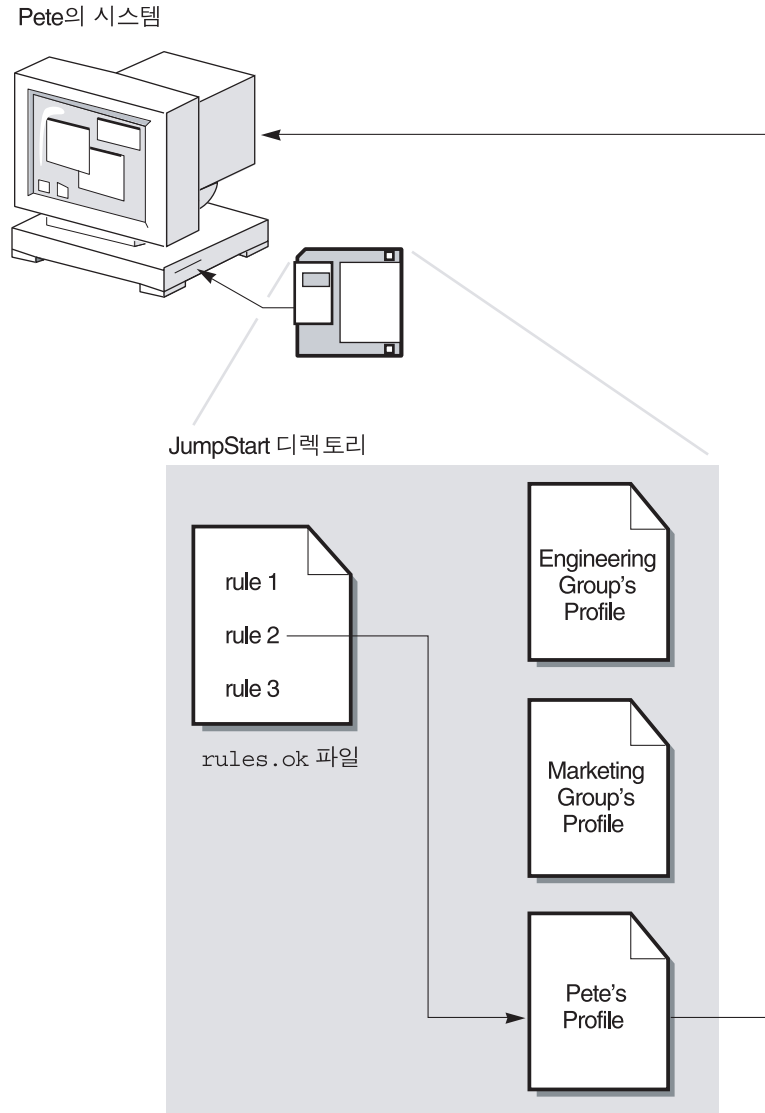 Pete의 시스템
JumpStart 디렉토리
rule 1
rule 2
rule 3
rules.ok 파일
Engineering
Group's
Profile
Marketing
Group's
Profile
Pete's
Profile